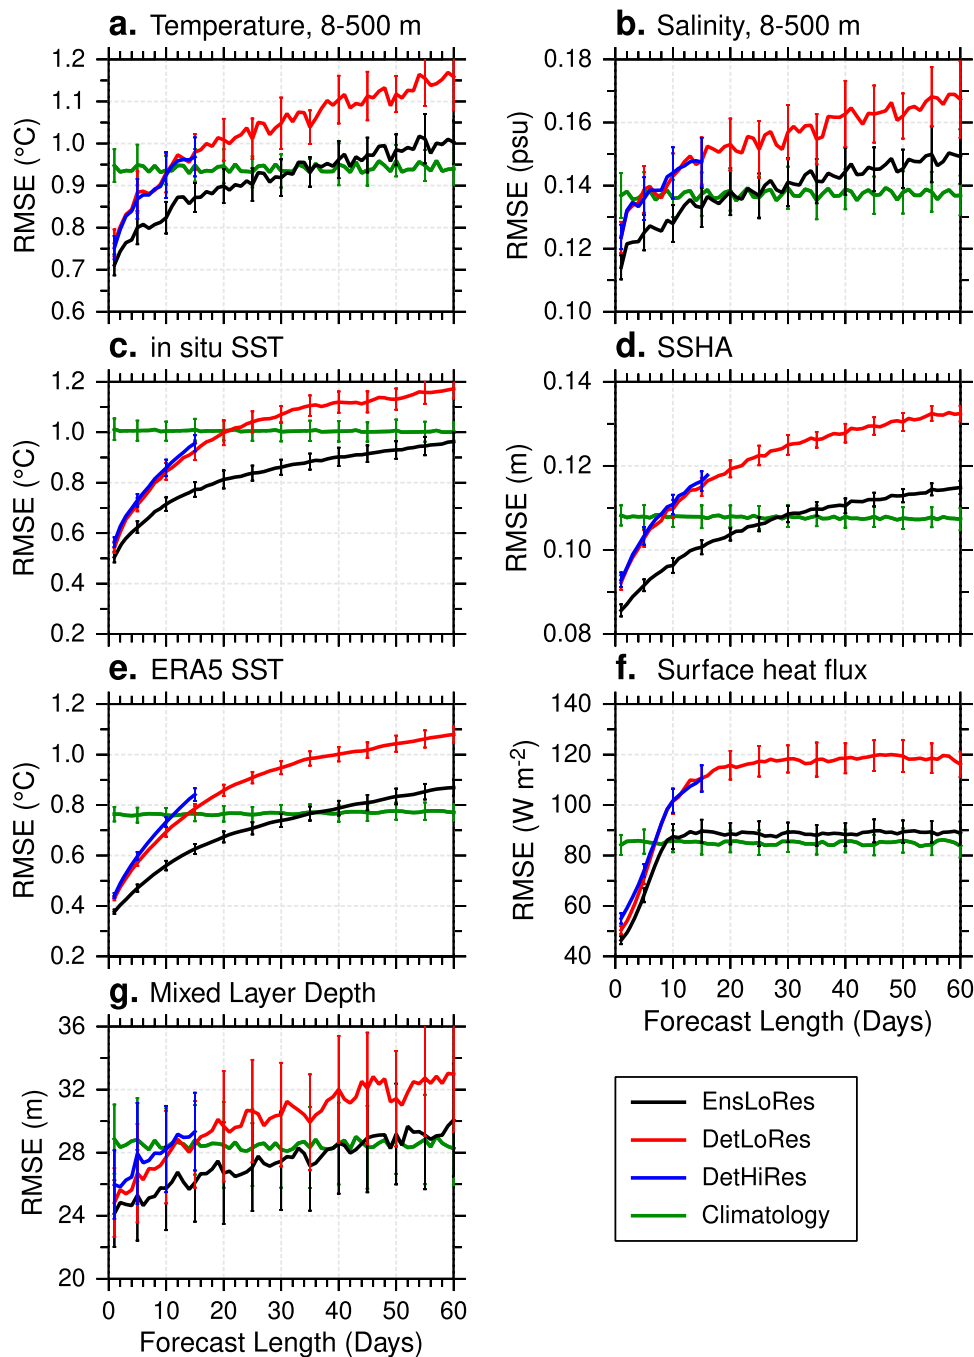 a. Temperature, 8-500 m
RMSE (°C)
1.2
1.1
1.0
0.9
0.8
0.7
0.6
b. Salinity, 8-500 m
RMSE (psu)
0.18
0.16
0.14
0.12
0.10
c. in situ SST
RMSE (°C)
1.2
1.0
0.8
0.6
0.4
0.2
d. SSHA
RMSE (m)
0.14
0.12
0.10
0.08
e. ERA5 SST
RMSE (°C)
1.2
1.0
0.8
0.6
0.4
0.2
f. Surface heat flux
RMSE (W m-2)
140
120
100
80
60
40
0 10 20 30 40 50 60
Forecast Length (Days)
g. Mixed Layer Depth
RMSE (m)
36
32
28
24
20
0 10 20 30 40 50 60
Forecast Length (Days)
EnsLoRes
DetLoRes
DetHiRes
Climatology